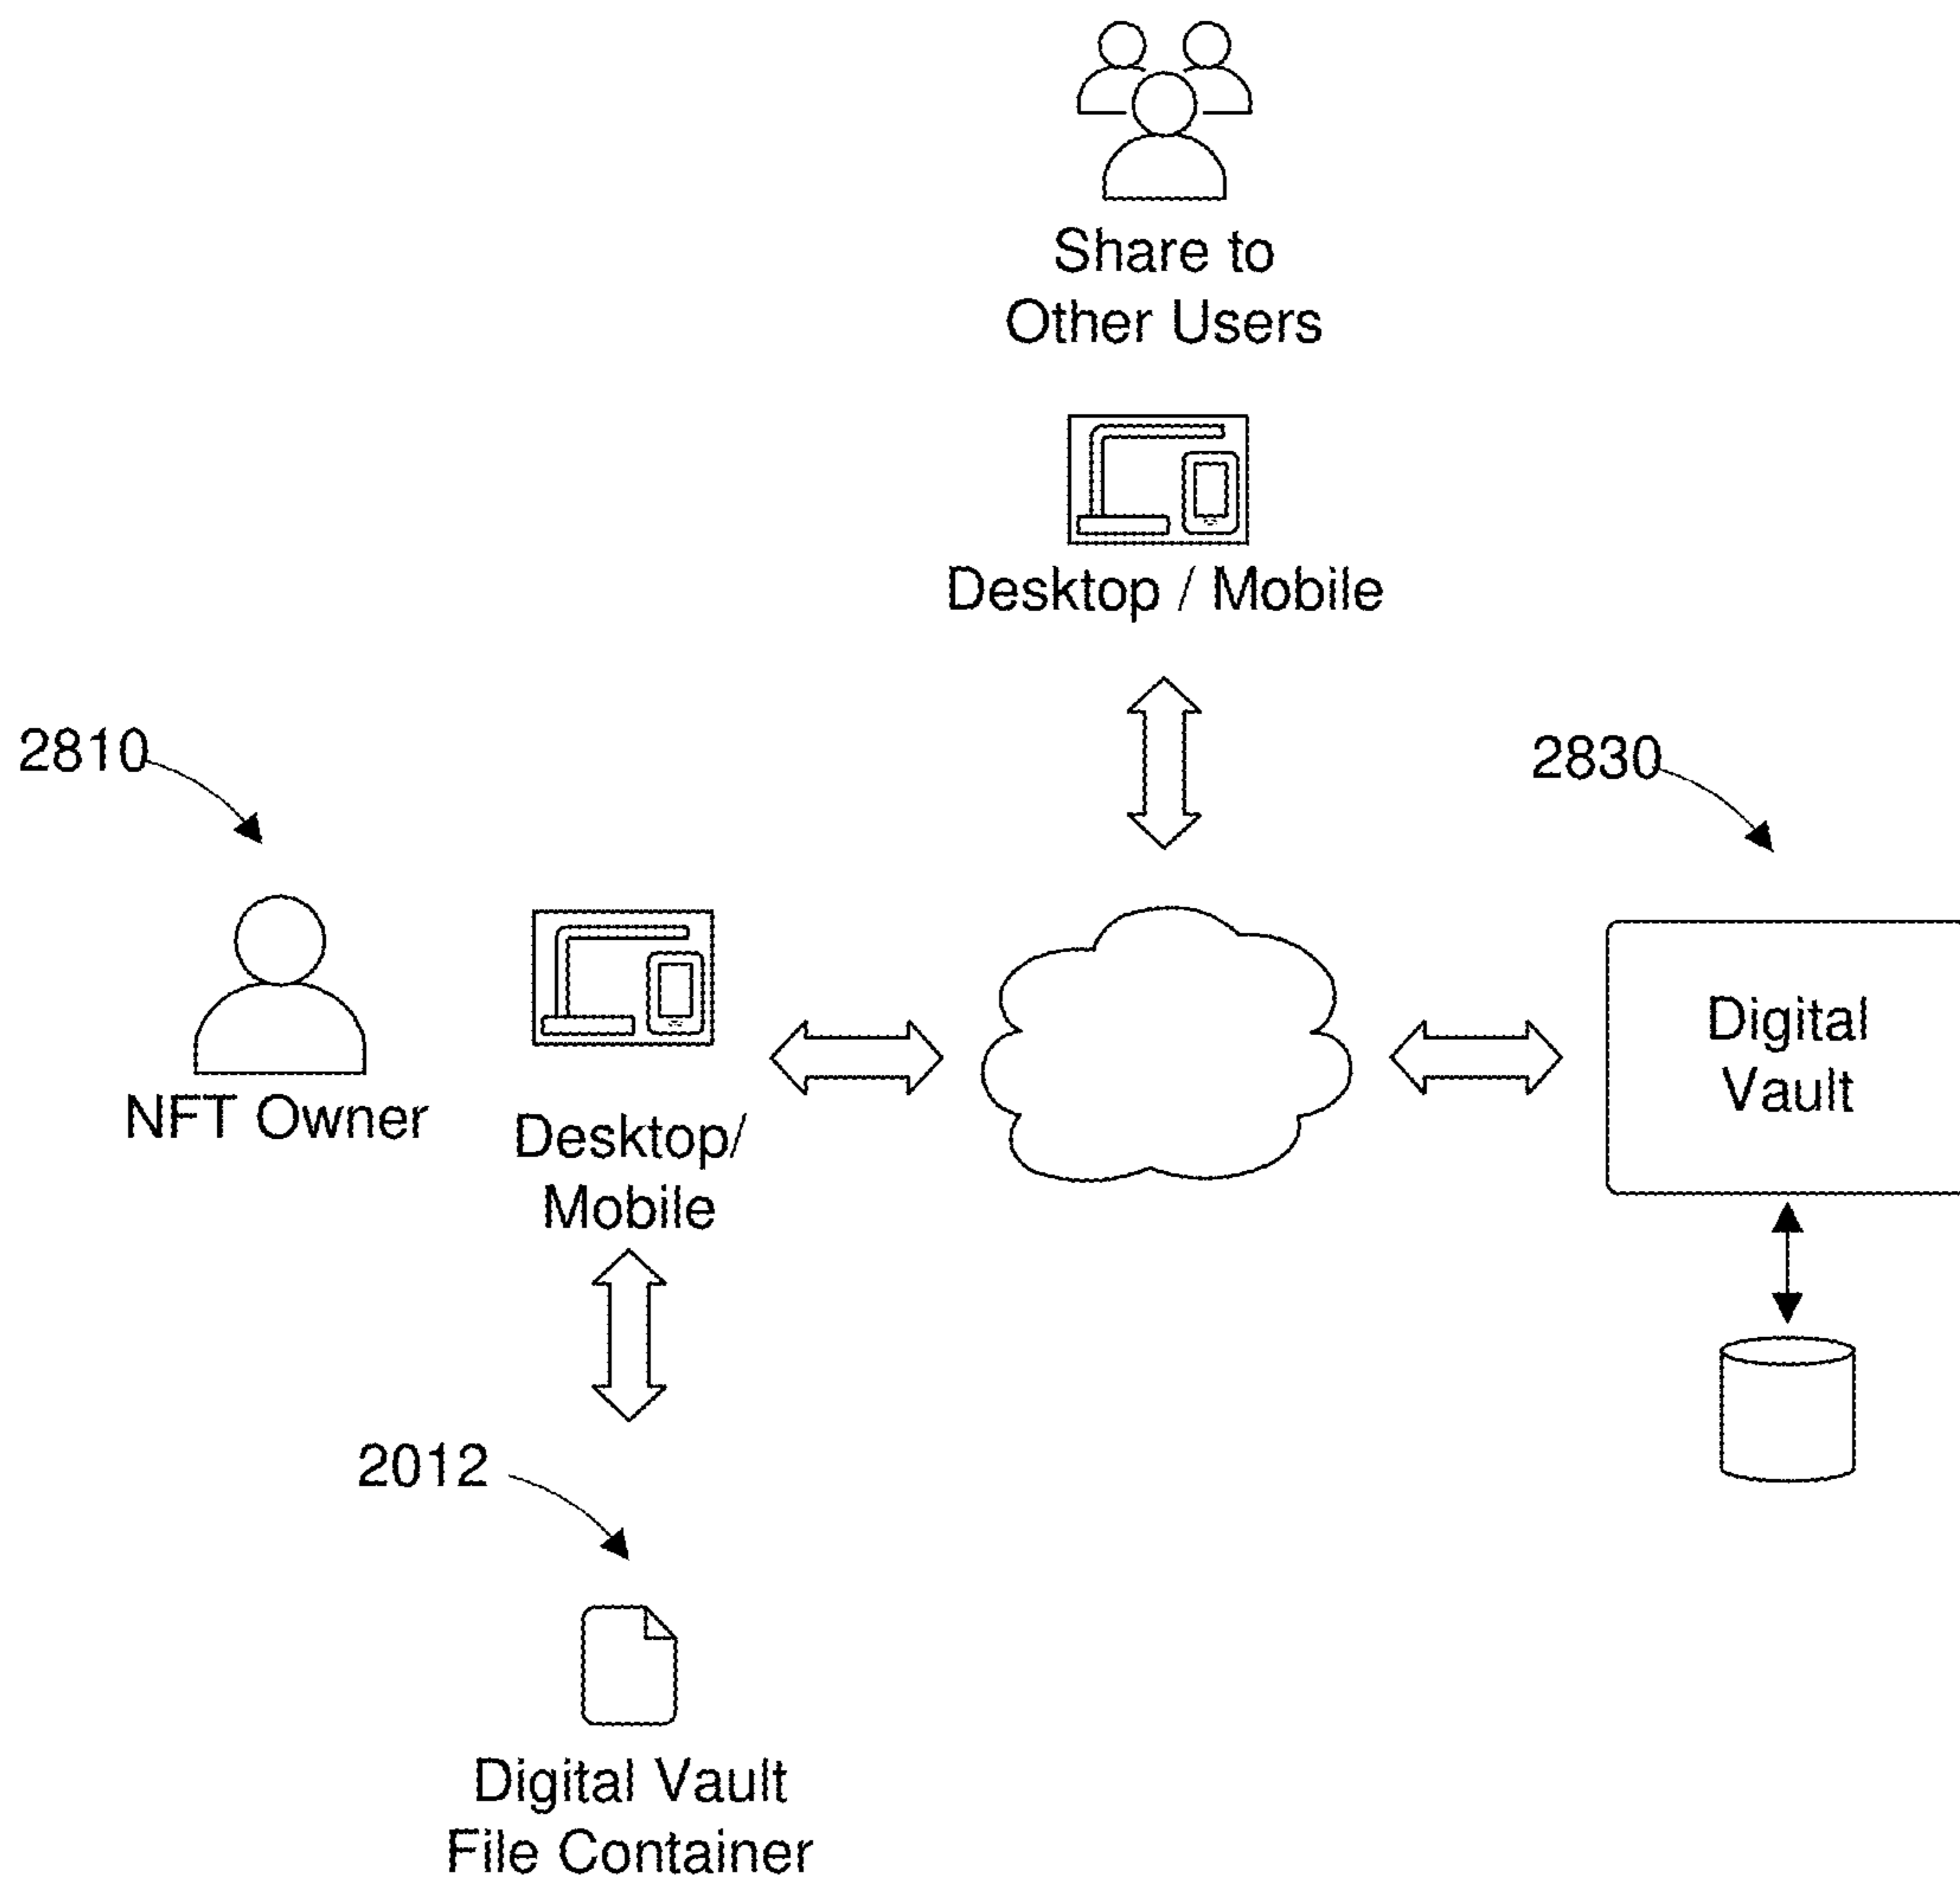 Share to
Other Users
Desktop / Mobile
2810
2830
NFT Owner
Desktop/
Mobile
Digital
Vault
2012
Digital Vault
File Container